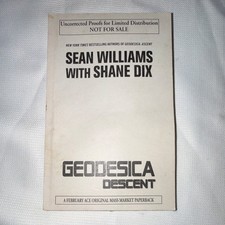 Uncorrected Proofs for Limited Distribution
NOT FOR SALE
NEW YORK TIMES BESTSELLING AUTHORS OF GEODESICA: ASCENT
SEAN WILLIAMS
WITH SHANE DIX
GEODESICA
DESCENT
A FEBRUARY ACE ORIGINAL MASS MARKET PAPERBACK